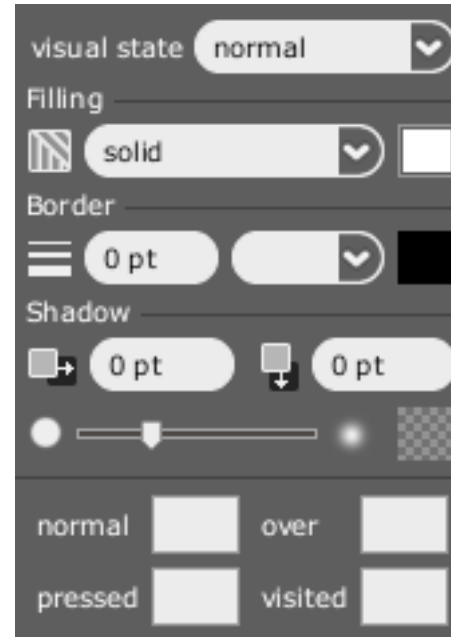 visual state normal
Filling
solid
Border
0 pt
Shadow
0 pt 0 pt
normal over
pressed visited